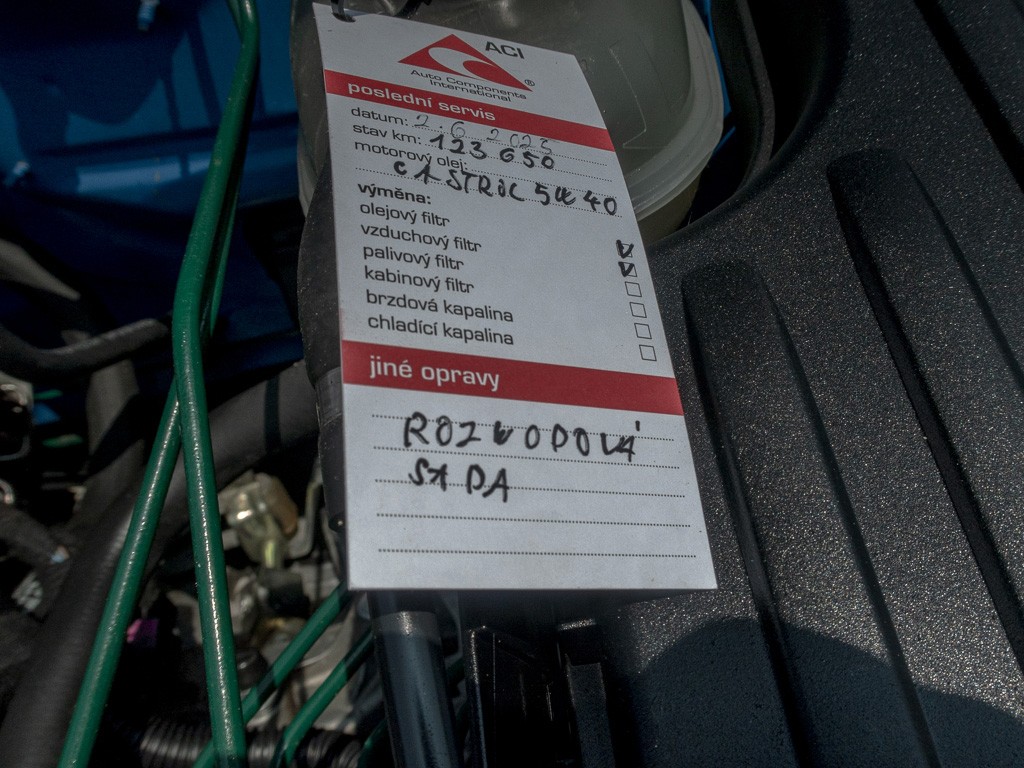 ACI
Auto Components
International
®
poslední servis
datum: 2.6.2023
stav km: 123 650
motorový olej:
CASTROL 5W40
výměna:
olejový filtr
vzduchový filtr
palivový filtr
kabinový filtr
brzdová kapalina
chladící kapalina
jiné opravy
ROZVODOVÁ
SADA